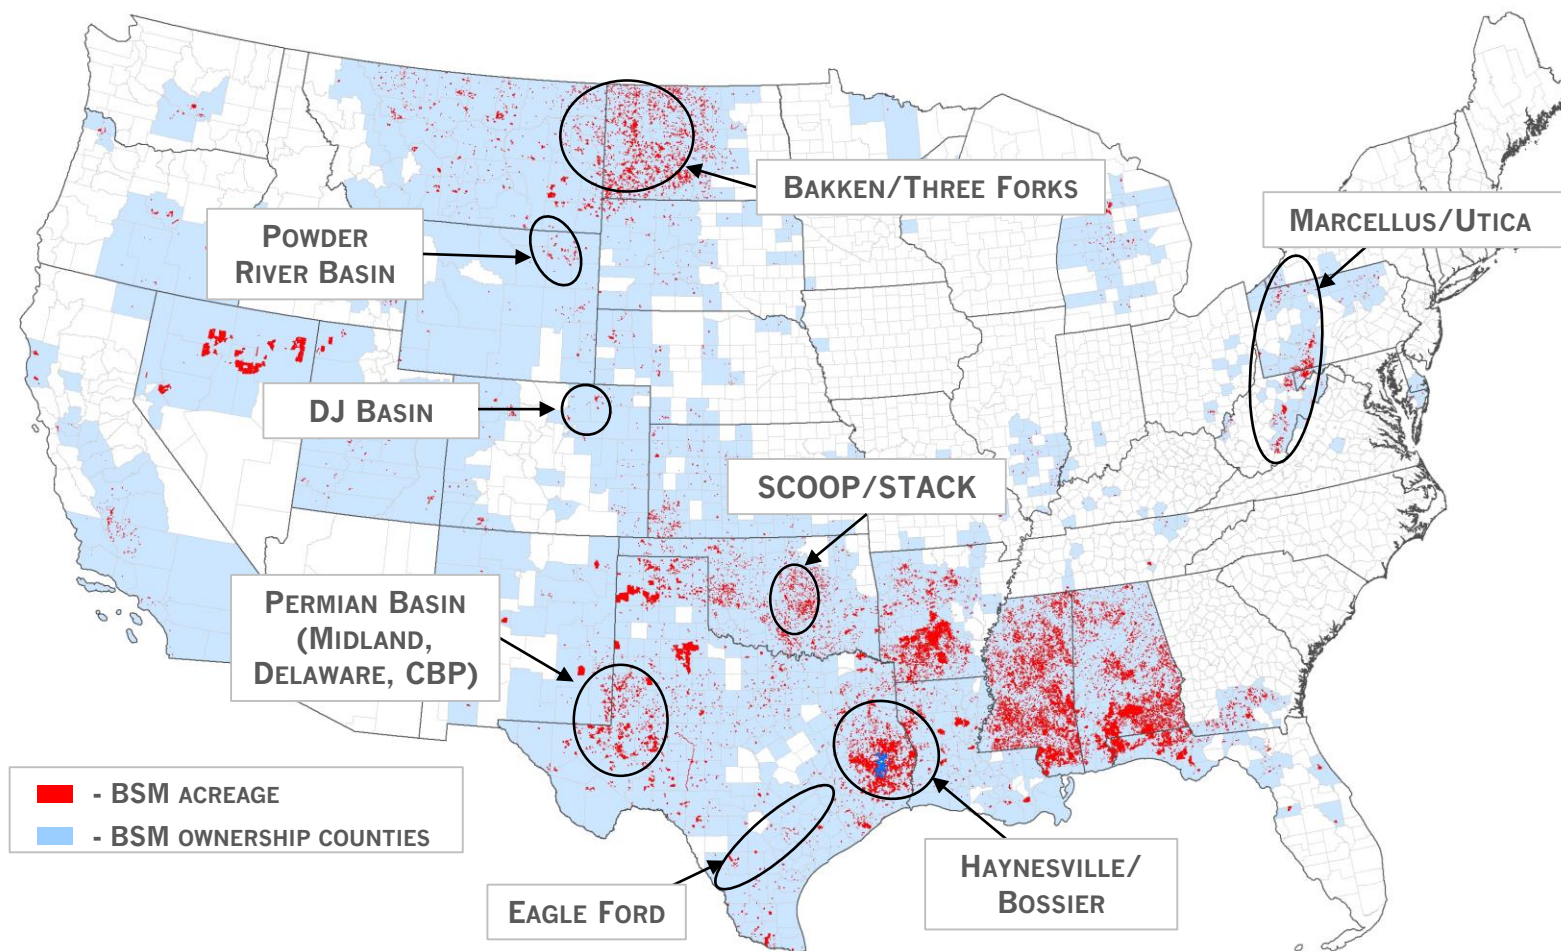 BAKKEN/THREE FORKS
MARCELLUS/UTICA
POWDER
RIVER BASIN
DJ BASIN
SCOOP/STACK
PERMIAN BASIN
(MIDLAND,
DELAWARE, CBP)
- BSM ACREAGE
- BSM OWNERSHIP COUNTIES
EAGLE FORD
HAYNESVILLE/
BOSSIER